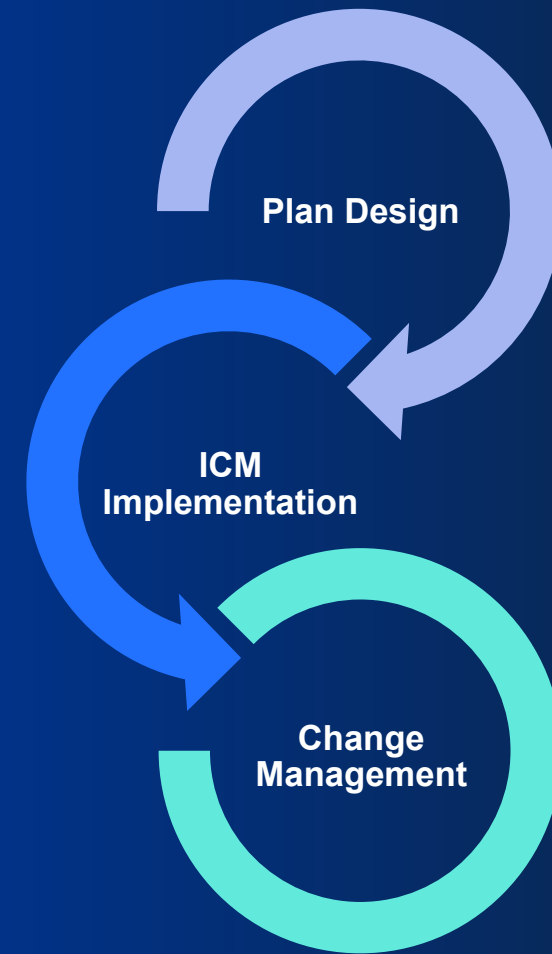 Plan Design
ICM
Implementation
Change
Management